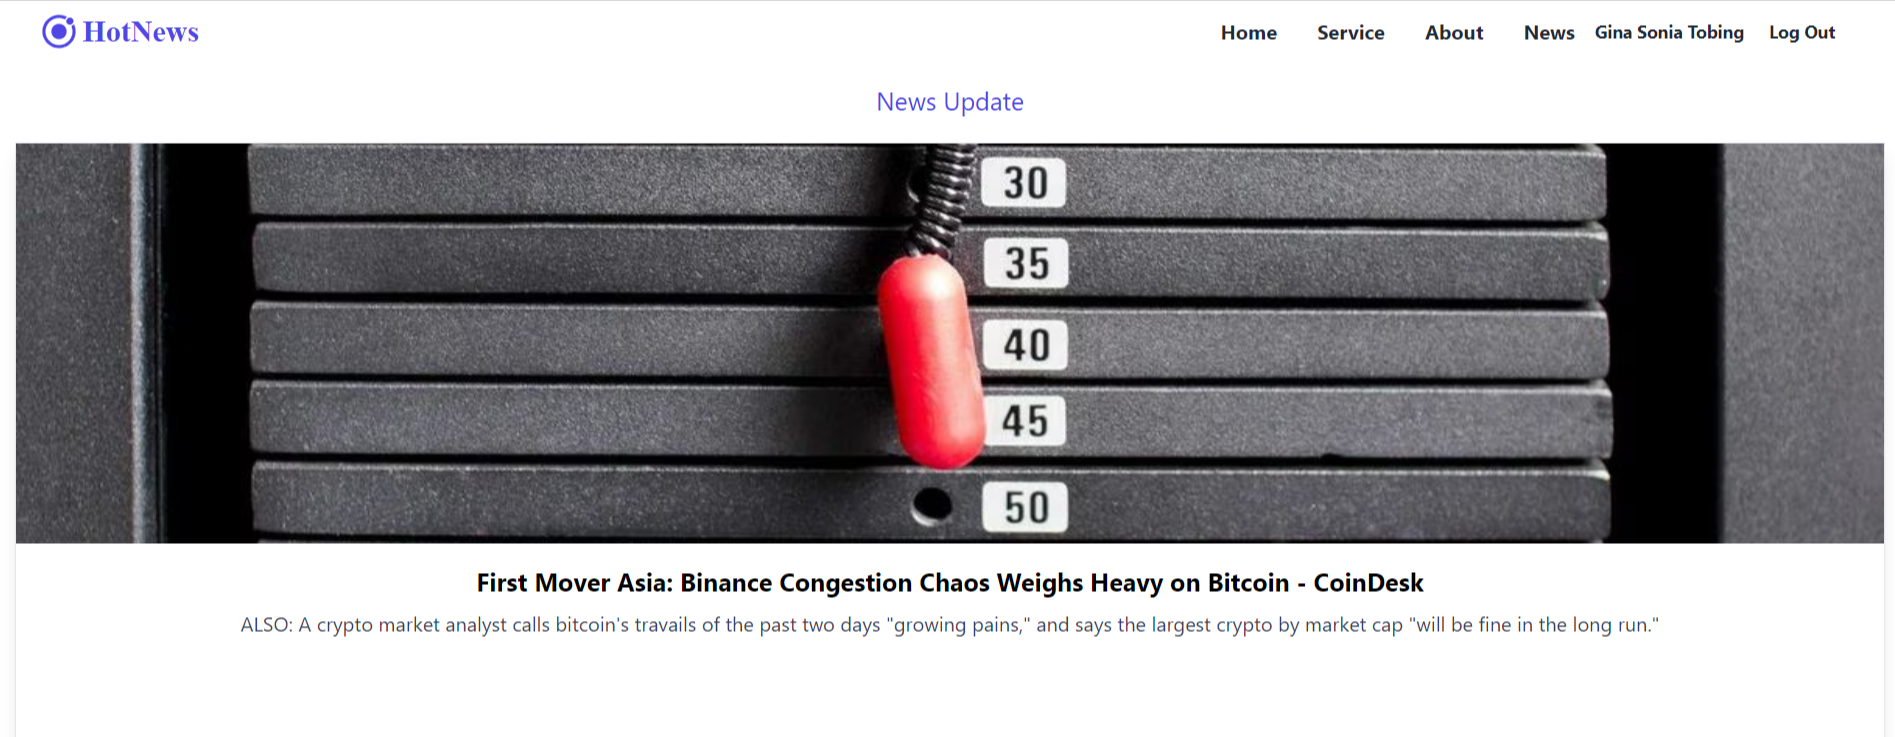 HotNews
Home Service About News Gina Sonia Tobing Log Out
News Update
30
35
40
45
50
First Mover Asia: Binance Congestion Chaos Weighs Heavy on Bitcoin - CoinDesk
ALSO: A crypto market analyst calls bitcoin's travails of the past two days "growing pains," and says the largest crypto by market cap "will be fine in the long run."